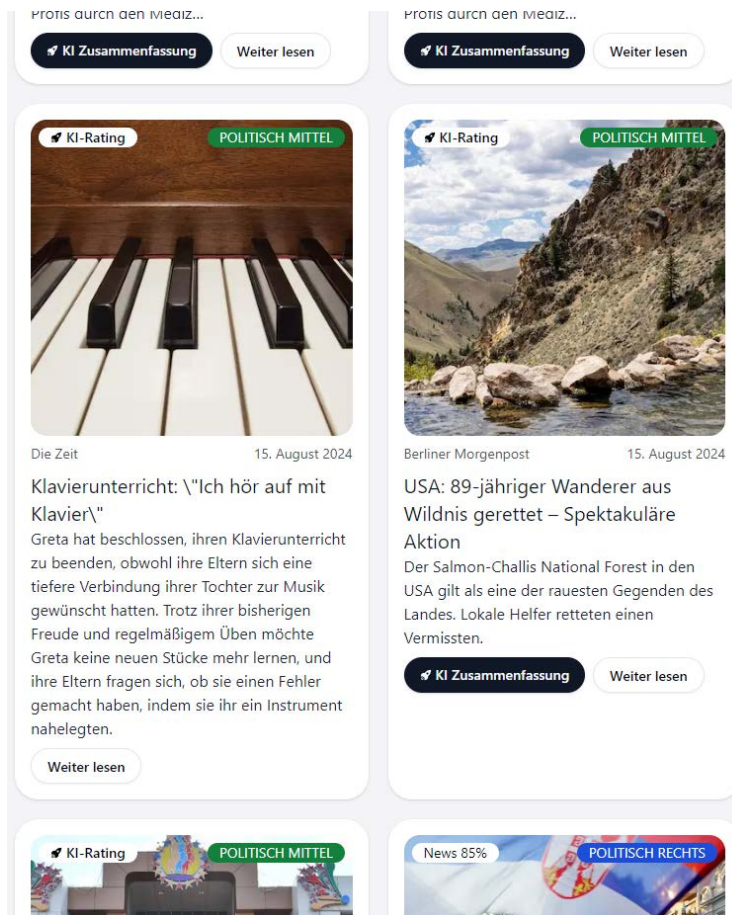 Profis durch den Mediz...
KI Zusammenfassung
Weiter lesen
Profis durch den Mediz...
KI Zusammenfassung
Weiter lesen
KI-Rating
POLITISCH MITTEL
Die Zeit
15. August 2024
Klavierunterricht: \"Ich hör auf mit
Klavier\"
Greta hat beschlossen, ihren Klavierunterricht
zu beenden, obwohl ihre Eltern sich eine
tiefere Verbindung ihrer Tochter zur Musik
gewünscht hatten. Trotz ihrer bisherigen
Freude und regelmäßigem Üben möchte
Greta keine neuen Stücke mehr lernen, und
ihre Eltern fragen sich, ob sie einen Fehler
gemacht haben, indem sie ihr ein Instrument
nahelegten.
Weiter lesen
KI-Rating
POLITISCH MITTEL
Berliner Morgenpost
15. August 2024
USA: 89-jähriger Wanderer aus
Wildnis gerettet – Spektakuläre
Aktion
Der Salmon-Challis National Forest in den
USA gilt als eine der rauesten Gegenden des
Landes. Lokale Helfer retteten einen
Vermissten.
KI Zusammenfassung
Weiter lesen
KI-Rating
POLITISCH MITTEL
News 85%
POLITISCH RECHTS